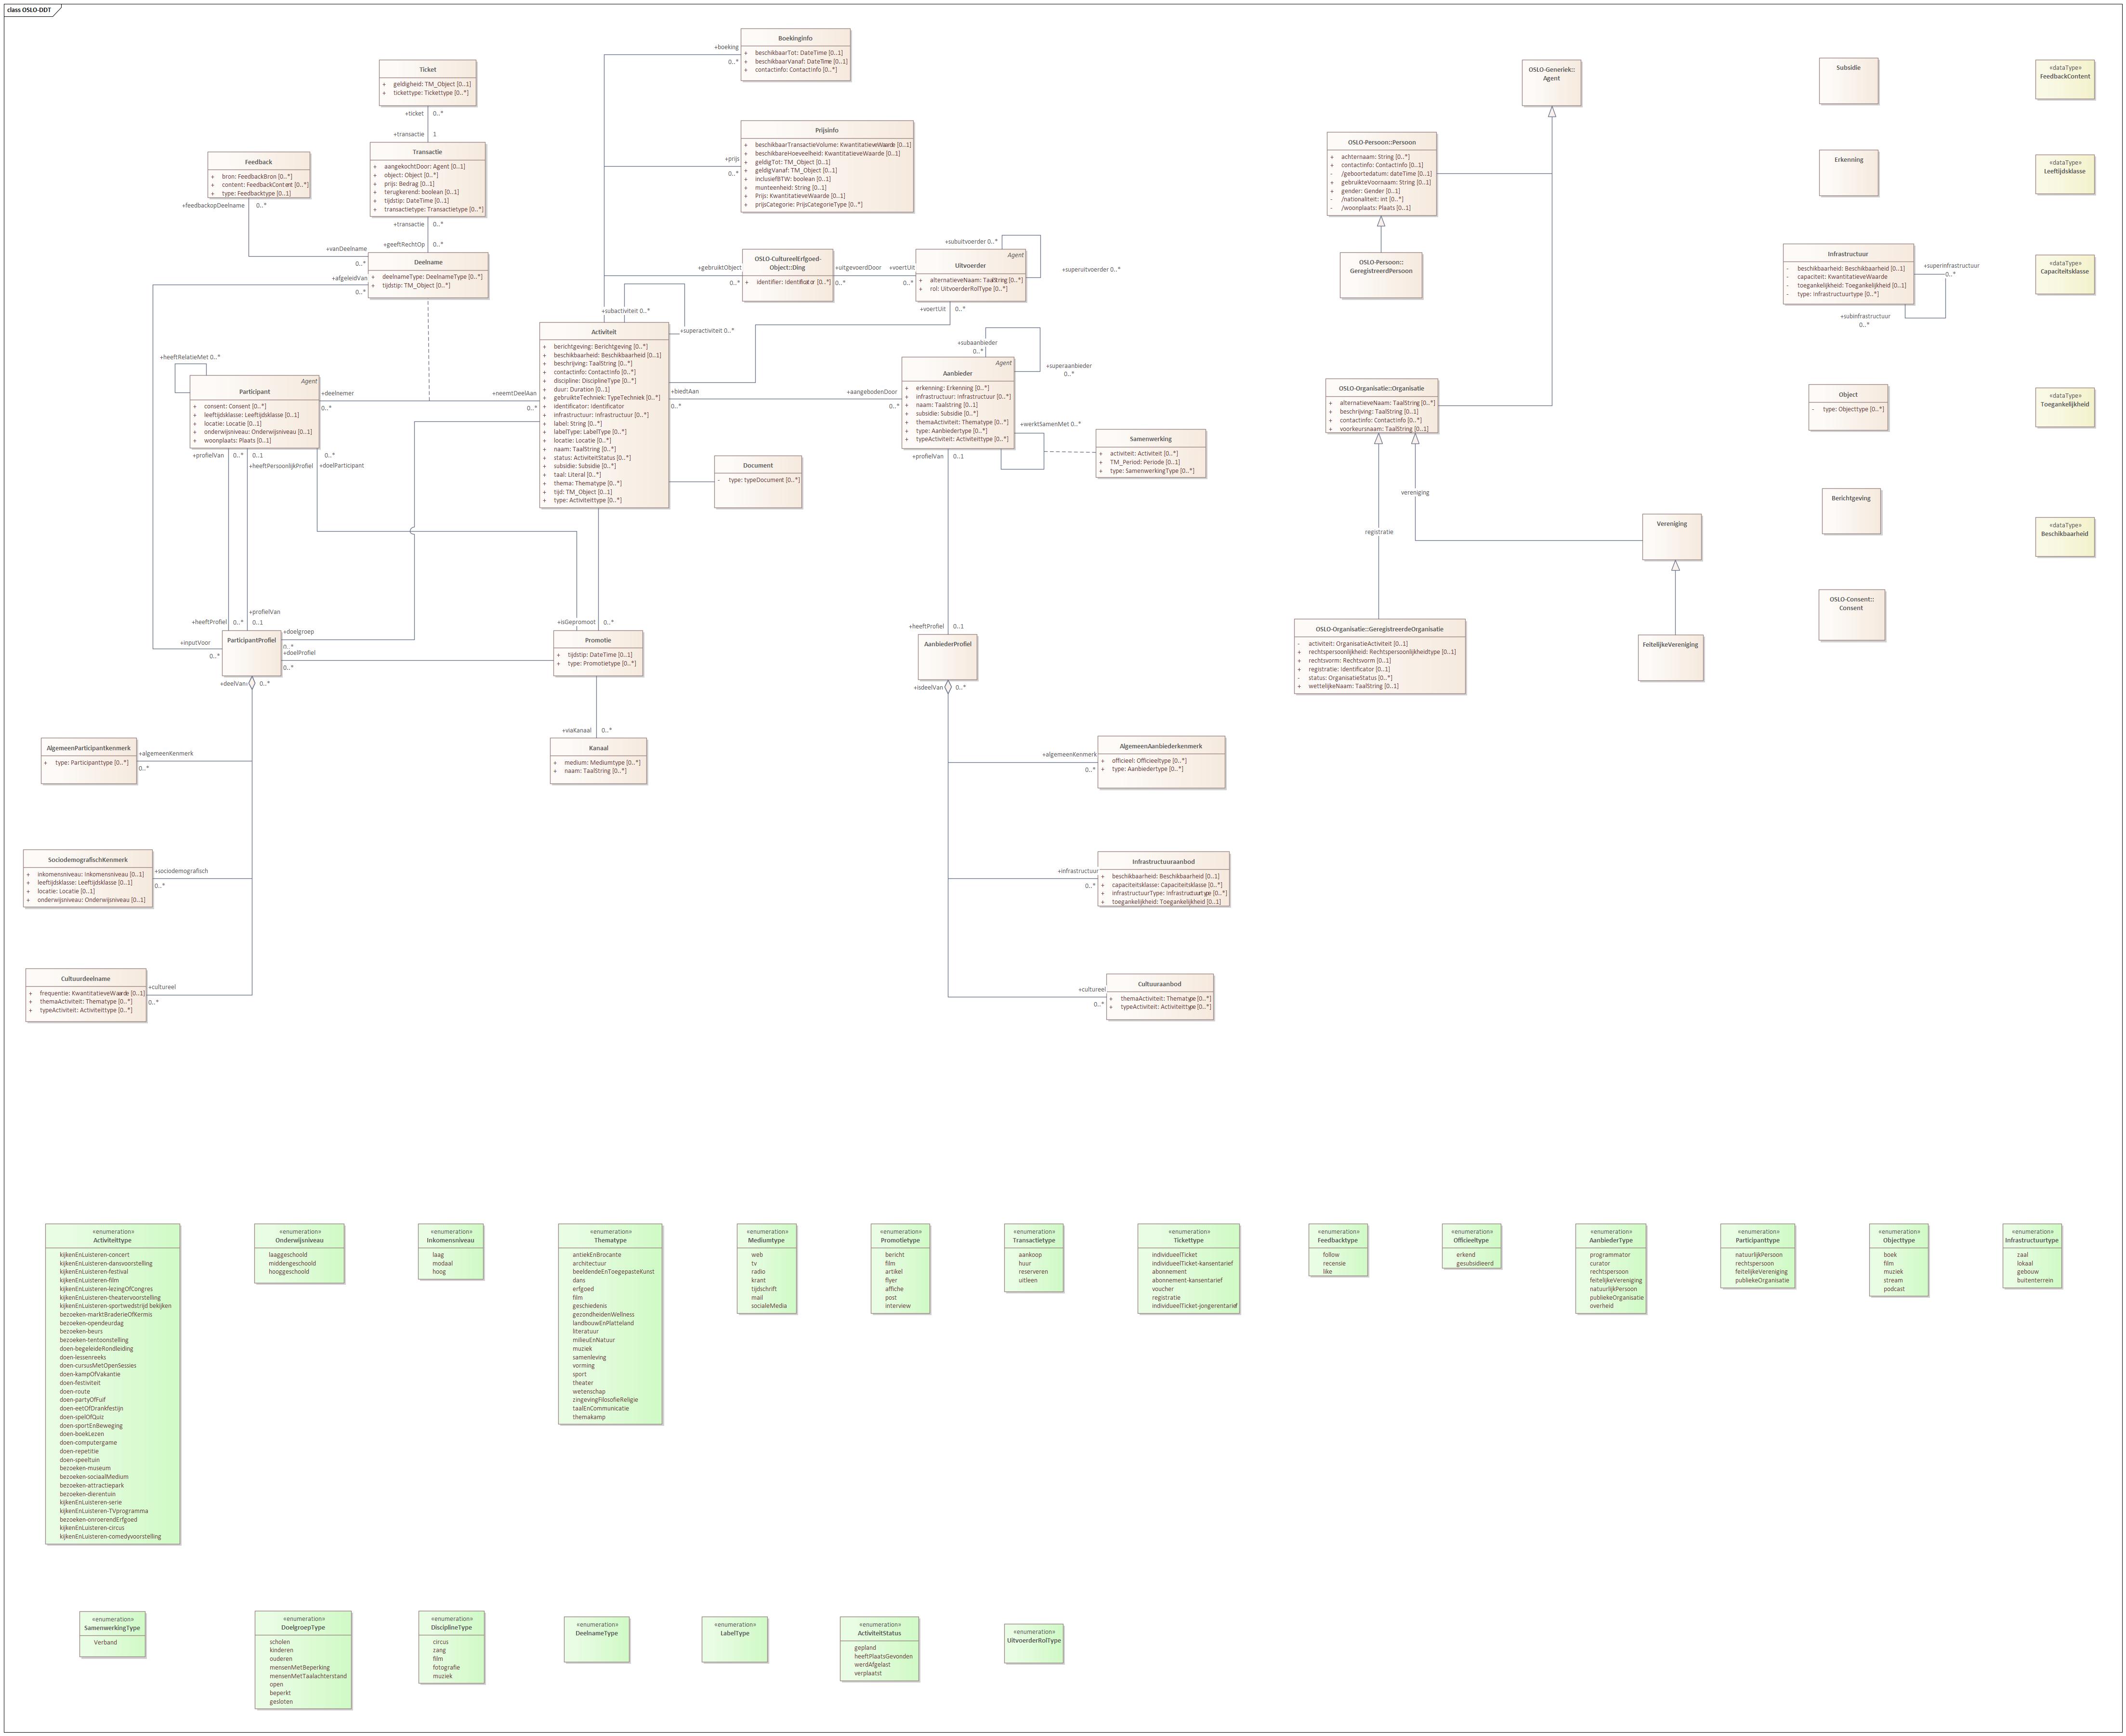 class OSLO-DDT
Boekinginfo
+ beschikbaarTot: DateTime [0..1]
+ beschikbaarVanaf: DateTime [0..1]
+ contactinfo: ContactInfo [0..*]
+boeking
0..*
Ticket
+ geldigheid: TM_Object [0..1]
+ tickettype: Tickettype [0..*]
+ticket 0..*
+transactie 1
Transactie
+ aangekochtDoor: Agent [0..1]
+ object: Object [0..*]
+ prijs: Bedrag [0..1]
+ terugkerend: boolean [0..1]
+ tijdstip: DateTime [0..1]
+ transactietype: Transactietype [0..*]
+transactie 0..*
+geeftRechtOp 0..*
Feedback
+ bron: FeedbackBron [0..*]
+ content: FeedbackContent [0..*]
+ type: Feedbacktype [0..1]
+feedbackopDeelname 0..*
+vanDeelname
0..*
+afgeleidVan
0..*
Deelname
+ deelnameType: DeelnameType [0..*]
+ tijdstip: TM_Object [0..*]
Prijsinfo
+ beschikbaarTransactieVolume: KwantitatieveWaarde [0..1]
+ beschikbareHoeveelheid: KwantitatieveWaarde [0..1]
+ geldigTot: TM_Object [0..1]
+ geldigVanaf: TM_Object [0..1]
+ inclusiefBTW: boolean [0..1]
+ munteenheid: String [0..1]
+ Prijs: KwantitatieveWaarde [0..1]
+ prijsCategorie: PrijsCategorieType [0..*]
+prijs
0..*
OSLO-CultureelErfgoed-
Object::Ding
+ identifier: Identificator [0..*]
+gebruiktObject
0..*
+uitgevoerdDoor
0..*
+voertUit
0..*
Agent
Uitvoerder
+ alternatieveNaam: TaalString [0..*]
+ rol: UitvoerderRolType [0..*]
+subuitvoerder 0..*
+superuitvoerder 0..*
+voertUit 0..*
+subactiviteit 0..*
+superactiviteit 0..*
Activiteit
+ berichtgeving: Berichtgeving [0..*]
+ beschikbaarheid: Beschikbaarheid [0..1]
+ beschrijving: TaalString [0..*]
+ contactinfo: ContactInfo [0..*]
+ discipline: DisciplineType [0..*]
+ duur: Duration [0..1]
+ gebruikteTechniek: TypeTechniek [0..*]
+ identificator: Identificator
+ infrastructuur: Infrastructuur [0..*]
+ label: String [0..*]
+ labelType: LabelType [0..*]
+ locatie: Locatie [0..*]
+ naam: TaalString [0..*]
+ status: ActiviteitStatus [0..*]
+ subsidie: Subsidie [0..*]
+ taal: Literal [0..*]
+ thema: Thematype [0..*]
+ tijd: TM_Object [0..1]
+ type: Activiteittype [0..*]
+heeftRelatieMet 0..*
Agent
Participant
+ consent: Consent [0..*]
+ leeftijdsklasse: Leeftijdsklasse [0..1]
+ locatie: Locatie [0..1]
+ onderwijsniveau: Onderwijsniveau [0..*]
+ woonplaats: Plaats [0..1]
+deelnemer
0..*
+neemtDeelAan
0..*
+profielVan 0..* 0..1
+heeftPersoonlijkProfiel
0..*
+doelParticipant
+biedtAan
0..*
+aangebodenDoor
0..*
Agent
Aanbieder
+ erkenning: Erkenning [0..*]
+ infrastructuur: Infrastructuur [0..*]
+ naam: Taalstring [0..1]
+ subsidie: Subsidie [0..*]
+ themaActiviteit: Thematype [0..*]
+ type: Aanbiedertype [0..*]
+ typeActiviteit: Activiteittype [0..*]
+subaanbieder
0..*
+superaanbieder
0..*
+werktSamenMet 0..*
+profielVan 0..1
Samenwerking
+ activiteit: Activiteit [0..*]
+ TM_Period: Periode [0..1]
+ type: SamenwerkingType [0..*]
Document
- type: typeDocument [0..*]
+profielVan
+heeftProfiel 0..* 0..1
+inputVoor
0..*
ParticipantProfiel
+doelgroep
0..*
+doelProfiel
0..*
+deelVan 0..*
+isGepromoot 0..*
Promotie
+ tijdstip: DateTime [0..1]
+ type: Promotietype [0..*]
+viaKanaal 0..*
Kanaal
+ medium: Mediumtype [0..*]
+ naam: TaalString [0..*]
+heeftProfiel 0..1
AanbiederProfiel
+isdeelVan 0..*
AlgemeenParticipantkenmerk
+ type: Participanttype [0..*]
+algemeenKenmerk
0..*
SociodemografischKenmerk
+ inkomensniveau: Inkomensniveau [0..1]
+ leeftijdsklasse: Leeftijdsklasse [0..1]
+ locatie: Locatie [0..1]
+ onderwijsniveau: Onderwijsniveau [0..1]
+sociodemografisch
0..*
Cultuurdeelname
+ frequentie: KwantitatieveWaarde [0..1]
+ themaActiviteit: Thematype [0..*]
+ typeActiviteit: Activiteittype [0..*]
+cultureel
0..*
+algemeenKenmerk
0..*
AlgemeenAanbiederkenmerk
+ officieel: Officieeltype [0..*]
+ type: Aanbiedertype [0..*]
+infrastructuur
0..*
Infrastructuuraanbod
+ beschikbaarheid: Beschikbaarheid [0..1]
+ capaciteitsklasse: Capaciteitsklasse [0..*]
+ infrastructuurType: Infrastructuurtype [0..*]
+ toegankelijkheid: Toegankelijkheid [0..1]
+cultureel
0..*
Cultuuraanbod
+ themaActiviteit: Thematype [0..*]
+ typeActiviteit: Activiteittype [0..*]
OSLO-Generiek::
Agent
OSLO-Persoon::Persoon
+ achternaam: String [0..*]
+ contactinfo: ContactInfo [0..1]
- /geboortedatum: dateTime [0..1]
+ gebruikteVoornaam: String [0..1]
+ gender: Gender [0..1]
- /nationaliteit: int [0..*]
- /woonplaats: Plaats [0..1]
OSLO-Persoon::
GeregistreerdPersoon
OSLO-Organisatie::Organisatie
+ alternatieveNaam: TaalString [0..*]
+ beschrijving: TaalString [0..1]
+ contactinfo: ContactInfo [0..*]
+ voorkeursnaam: TaalString [0..1]
vereniging
registratie
Vereniging
FeitelijkeVereniging
OSLO-Organisatie::GeregistreerdeOrganisatie
- activiteit: OrganisatieActiviteit [0..1]
+ rechtspersoonlijkheid: Rechtspersoonlijkheidtype [0..1]
+ rechtsvorm: Rechtsvorm [0..1]
+ registratie: Identificator [0..1]
- status: OrganisatieStatus [0..*]
+ wettelijkeNaam: TaalString [0..1]
Subsidie
Erkenning
Infrastructuur
- beschikbaarheid: Beschikbaarheid [0..1]
- capaciteit: KwantitatieveWaarde
- toegankelijkheid: Toegankelijkheid [0..1]
- type: Infrastructuurtype [0..*]
+superinfrastructuur
0..*
+subinfrastructuur
0..*
Object
- type: Objecttype [0..*]
Berichtgeving
OSLO-Consent::
Consent
«dataType»
FeedbackContent
«dataType»
Leeftijdsklasse
«dataType»
Capaciteitsklasse
«dataType»
Toegankelijkheid
«dataType»
Beschikbaarheid
«enumeration»
Activiteittype
kijkenEnLuisteren-concert
kijkenEnLuisteren-dansvoorstelling
kijkenEnLuisteren-festival
kijkenEnLuisteren-film
kijkenEnLuisteren-lezingOfCongres
kijkenEnLuisteren-theatervoorstelling
kijkenEnLuisteren-sportwedstrijd bekijken
bezoeken-marktBraderieOfKermis
bezoeken-opendeurdag
bezoeken-beurs
bezoeken-tentoonstelling
doen-begeleideRondleiding
doen-lessenreeks
doen-cursusMetOpenSessies
doen-kampOfVakantie
doen-festiviteit
doen-route
doen-partyOfFuif
doen-eetOfDrankfestijn
doen-spelOfQuiz
doen-sportEnBeweging
doen-boekLezen
doen-computergame
doen-repetitie
doen-speeltuin
bezoeken-museum
bezoeken-sociaalMedium
bezoeken-attractiepark
bezoeken-dierentuin
kijkenEnLuisteren-serie
kijkenEnLuisteren-TVprogramma
bezoeken-onroerendErfgoed
kijkenEnLuisteren-circus
kijkenEnLuisteren-comedyvoorstelling
«enumeration»
Onderwijsniveau
laaggeschoold
middengeschoold
hooggeschoold
«enumeration»
Inkomensniveau
laag
modaal
hoog
«enumeration»
Thematype
antiekEnBrocante
architectuur
beeldendeEnToegepasteKunst
dans
erfgoed
film
geschiedenis
gezondheidenWellness
landbouwEnPlatteland
literatuur
milieuEnNatuur
muziek
samenleving
vorming
sport
theater
wetenschap
zingevingFilosofieReligie
taalEnCommunicatie
themakamp
«enumeration»
Mediumtype
web
tv
radio
krant
tijdschrift
mail
socialeMedia
«enumeration»
Promotietype
bericht
film
artikel
flyer
affiche
post
interview
«enumeration»
Transactietype
aankoop
huur
reserveren
uitleen
«enumeration»
Tickettype
individueelTicket
individueelTicket-kansentarief
abonnement
abonnement-kansentarief
voucher
registratie
individueelTicket-jongerentarief
«enumeration»
Feedbacktype
follow
recensie
like
«enumeration»
Officieeltype
erkend
gesubsidieerd
«enumeration»
AanbiederType
programmator
curator
rechtspersoon
feitelijkeVereniging
natuurlijkPersoon
publiekeOrganisatie
overheid
«enumeration»
Participanttype
natuurlijkPersoon
rechtspersoon
feitelijkeVereniging
publiekeOrganisatie
«enumeration»
Objecttype
boek
film
muziek
stream
podcast
«enumeration»
Infrastructuurtype
zaal
lokaal
gebouw
buitenterrein
«enumeration»
SamenwerkingType
Verband
«enumeration»
DoelgroepType
scholen
kinderen
ouderen
mensenMetBeperking
mensenMetTaalachterstand
open
beperkt
gesloten
«enumeration»
DisciplineType
circus
zang
film
fotografie
muziek
«enumeration»
DeelnameType
«enumeration»
LabelType
«enumeration»
ActiviteitStatus
gepland
heeftPlaatsGevonden
werdAfgelast
verplaatst
«enumeration»
UitvoerderRolType